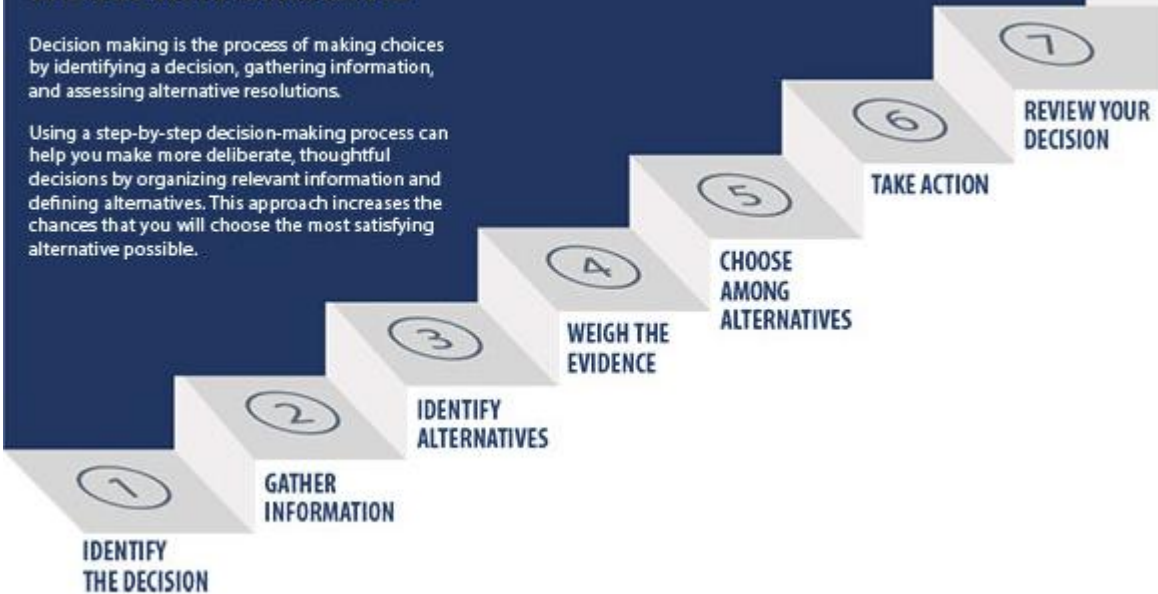 Decision making is the process of making choices
by identifying a decision, gathering information,
and assessing alternative resolutions.
Using a step-by-step decision-making process can
help you make more deliberate, thoughtful
decisions by organizing relevant information and
defining alternatives. This approach increases the
chances that you will choose the most satisfying
alternative possible.
1
IDENTIFY
THE DECISION
2
GATHER
INFORMATION
3
IDENTIFY
ALTERNATIVES
4
WEIGH THE
EVIDENCE
5
CHOOSE
AMONG
ALTERNATIVES
6
TAKE ACTION
7
REVIEW YOUR
DECISION